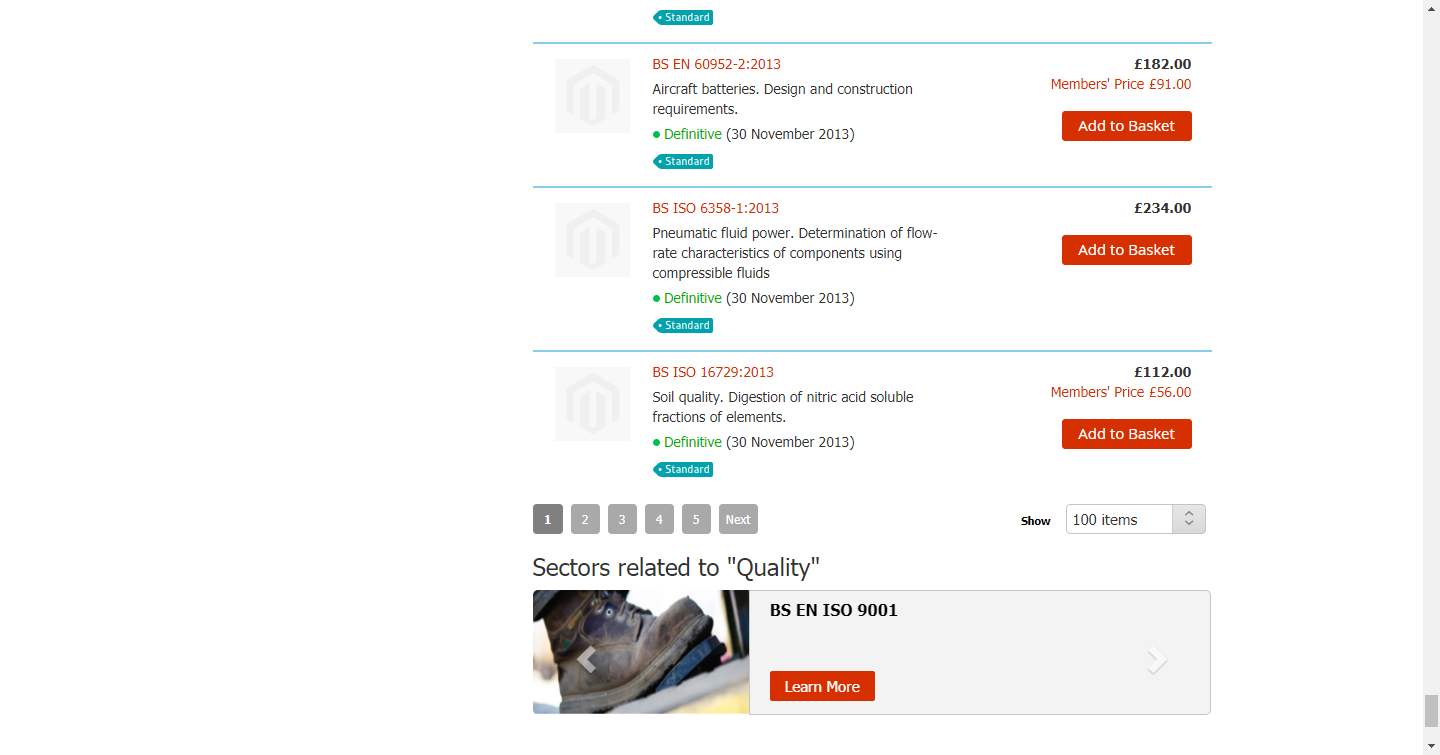 Standard
BS EN 60952-2:2013
£182.00
Members' Price £91.00
Aircraft batteries. Design and construction
requirements.
Add to Basket
Definitive (30 November 2013)
Standard
BS ISO 6358-1:2013
£234.00
Pneumatic fluid power. Determination of flow-
rate characteristics of components using
compressible fluids
Add to Basket
Definitive (30 November 2013)
Standard
BS ISO 16729:2013
£112.00
Members' Price £56.00
Soil quality. Digestion of nitric acid soluble
fractions of elements.
Add to Basket
Definitive (30 November 2013)
Standard
1 2 3 4 5 Next
Show 100 items
Sectors related to "Quality"
BS EN ISO 9001
Learn More